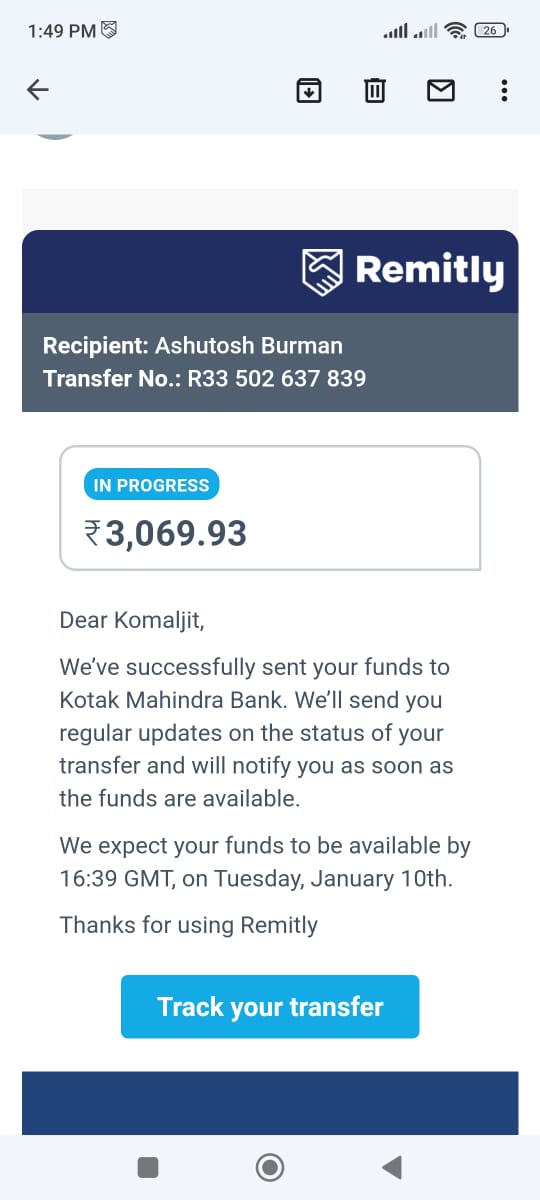 1:49 PM
26
Remitly
Recipient: Ashutosh Burman
Transfer No.: R33 502 637 839
IN PROGRESS
₹3,069.93
Dear Komaljit,
We’ve successfully sent your funds to
Kotak Mahindra Bank. We’ll send you
regular updates on the status of your
transfer and will notify you as soon as
the funds are available.
We expect your funds to be available by
16:39 GMT, on Tuesday, January 10th.
Thanks for using Remitly
Track your transfer